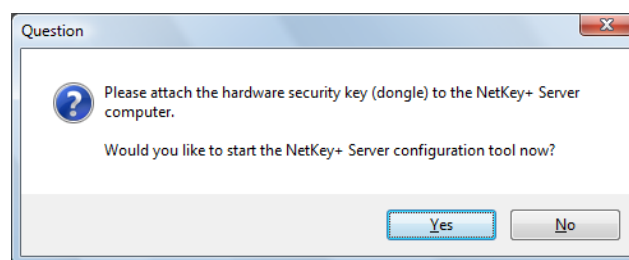 Question
Please attach the hardware security key (dongle) to the NetKey+ Server
computer.
Would you like to start the NetKey+ Server configuration tool now?
Yes
No